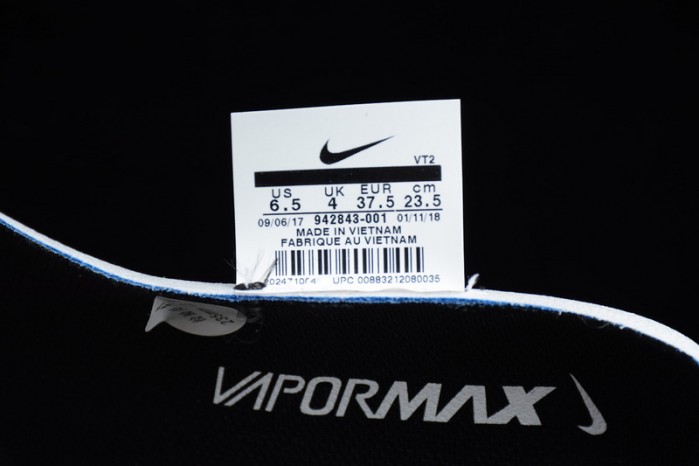 VT2
US UK EUR cm
6.5 4 37.5 23.5
09/06/17 942843-001 01/11/18
MADE IN VIETNAM
FABRIQUE AU VIETNAM
UPC 00883212080035
VAPORMAX